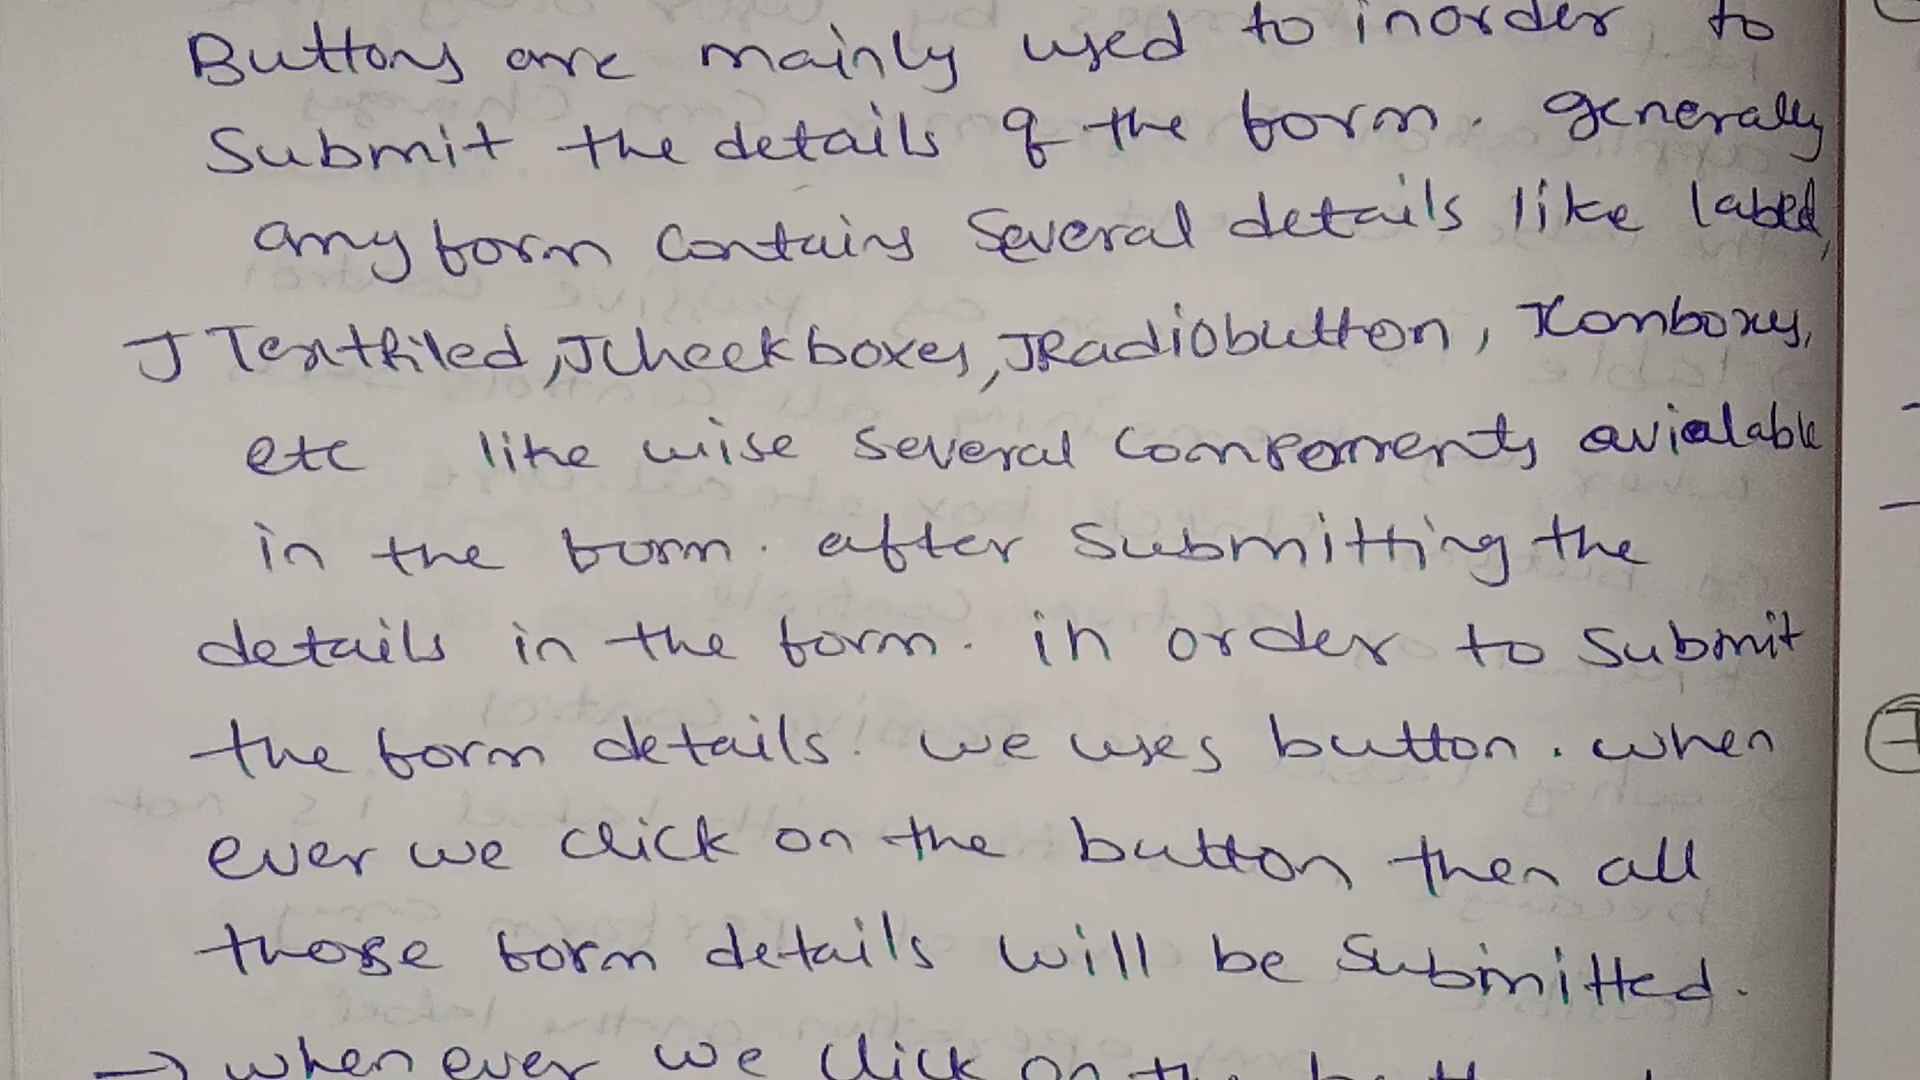 Buttons are mainly used to inorder to
Submit the details of the form. generally
any form contains several details like label,
J Textfiled, JCheckboxes, JRadiobutton, JComboxes,
etc like wise several components avialable
in the form. after submitting the
details in the form. in order to submit
the form details. we uses button. when
ever we click on the button then all
those form details will be submitted.
→ when ever we click on the